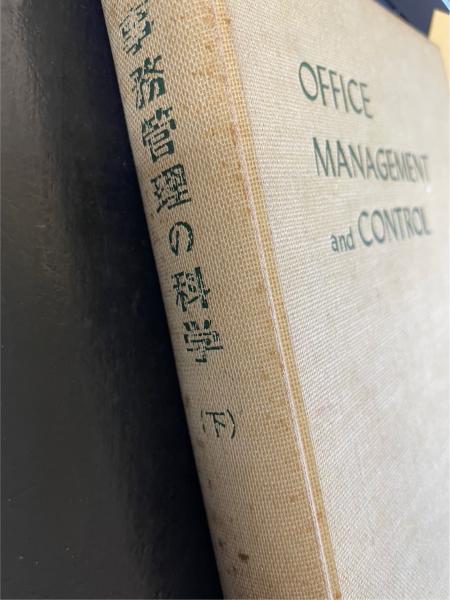 事務管理の科学
(下)
OFFICE
MANAGEMENT
and CONTROL